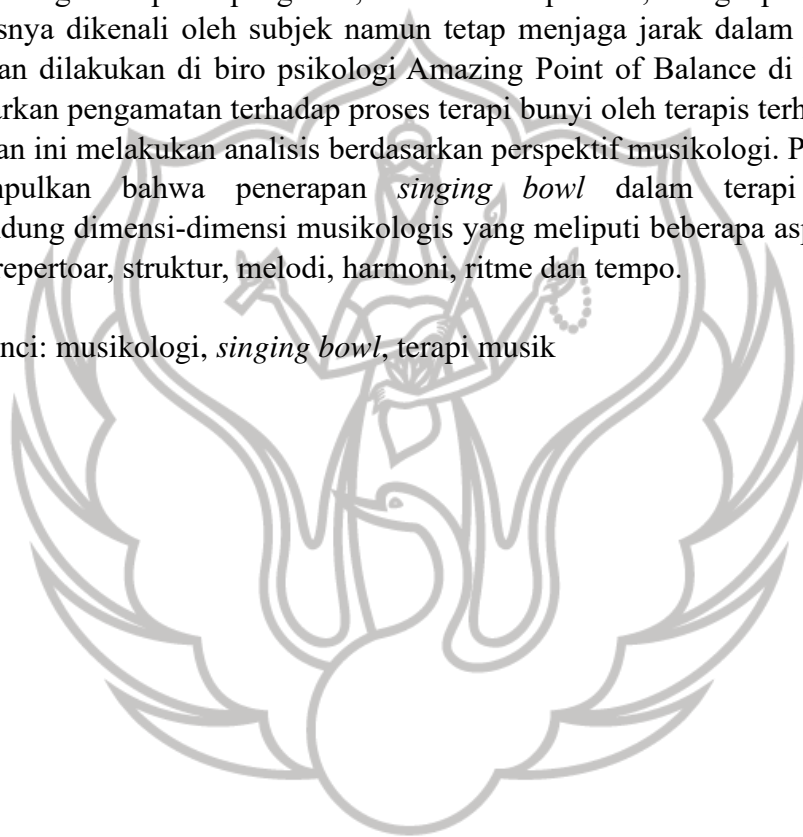 snya dikenali oleh subjek namun tetap menjaga jarak dalam
an dilakukan di biro psikologi Amazing Point of Balance di
arkan pengamatan terhadap proses terapi bunyi oleh terapis terh
an ini melakukan analisis berdasarkan perspektif musikologi. P
npulkan bahwa penerapan singing bowl dalam terapi
dung dimensi-dimensi musikologis yang meliputi beberapa asp
repertoar, struktur, melodi, harmoni, ritme dan tempo.
nci: musikologi, singing bowl, terapi musik